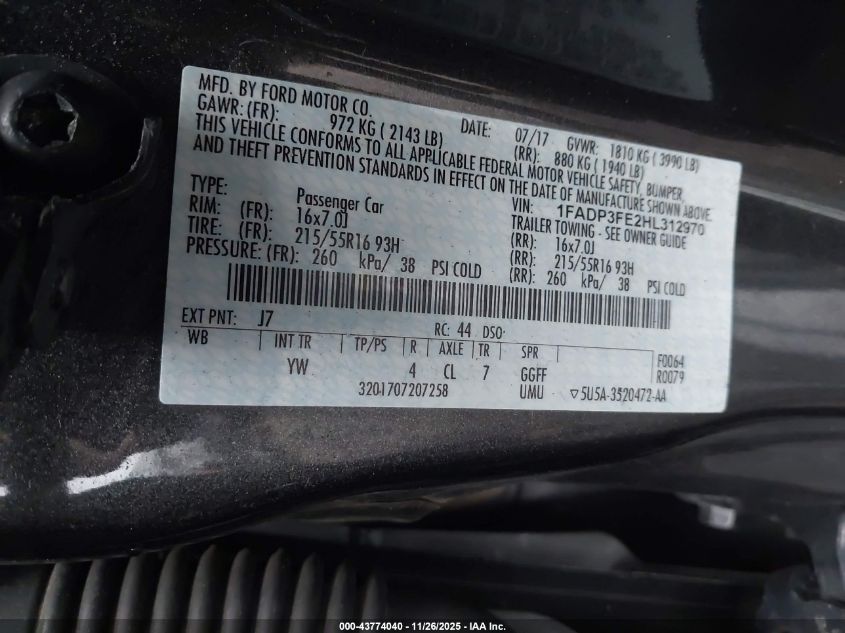 MFD. BY FORD MOTOR CO.
DATE: 07/17 GVWR: 1810 KG ( 3990 LB)
GAWR: (FR): 972 KG ( 2143 LB) (RR): 880 KG ( 1940 LB)
THIS VEHICLE CONFORMS TO ALL APPLICABLE FEDERAL MOTOR VEHICLE SAFETY, BUMPER,
AND THEFT PREVENTION STANDARDS IN EFFECT ON THE DATE OF MANUFACTURE SHOWN ABOVE.
VIN: 1FADP3FE2HL312970
TYPE: Passenger Car TRAILER TOWING - SEE OWNER GUIDE
RIM: (FR): 16x7.0J (RR): 16x7.0J
TIRE: (FR): 215/55R16 93H (RR): 215/55R16 93H
PRESSURE: (FR): 260 kPa/ 38 PSI COLD (RR): 260 kPa/ 38 PSI COLD
EXT PNT: J7 RC: 44 DSO:
WB INT TR TP/PS R AXLE TR SPR F0064
YW 4 CL 7 GGFF R0079
3201707207258 UMU ▽5U5A-3520472-AA
000-43774040 - 11/26/2025 - IAA Inc.